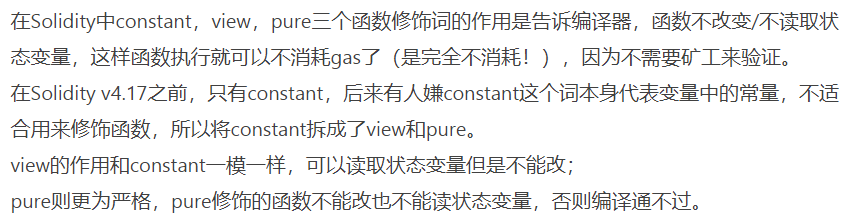 在Solidity中constant，view，pure三个函数修饰词的作用是告诉编译器，函数不改变/不读取状
态变量，这样函数执行就可以不消耗gas了（是完全不消耗！），因为不需要矿工来验证。
在Solidity v4.17之前，只有constant，后来有人嫌constant这个词本身代表变量中的常量，不适
合用来修饰函数，所以将constant拆成了view和pure。
view的作用和constant一模一样，可以读取状态变量但是不能改；
pure则更为严格，pure修饰的函数不能改也不能读状态变量，否则编译通不过。